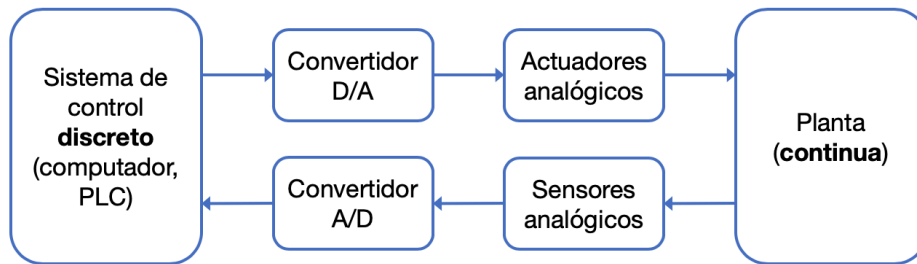 Sistema de
control
discreto
(computador,
PLC)
Convertidor
D/A
Actuadores
analógicos
Convertidor
A/D
Sensores
analógicos
Planta
(continua)